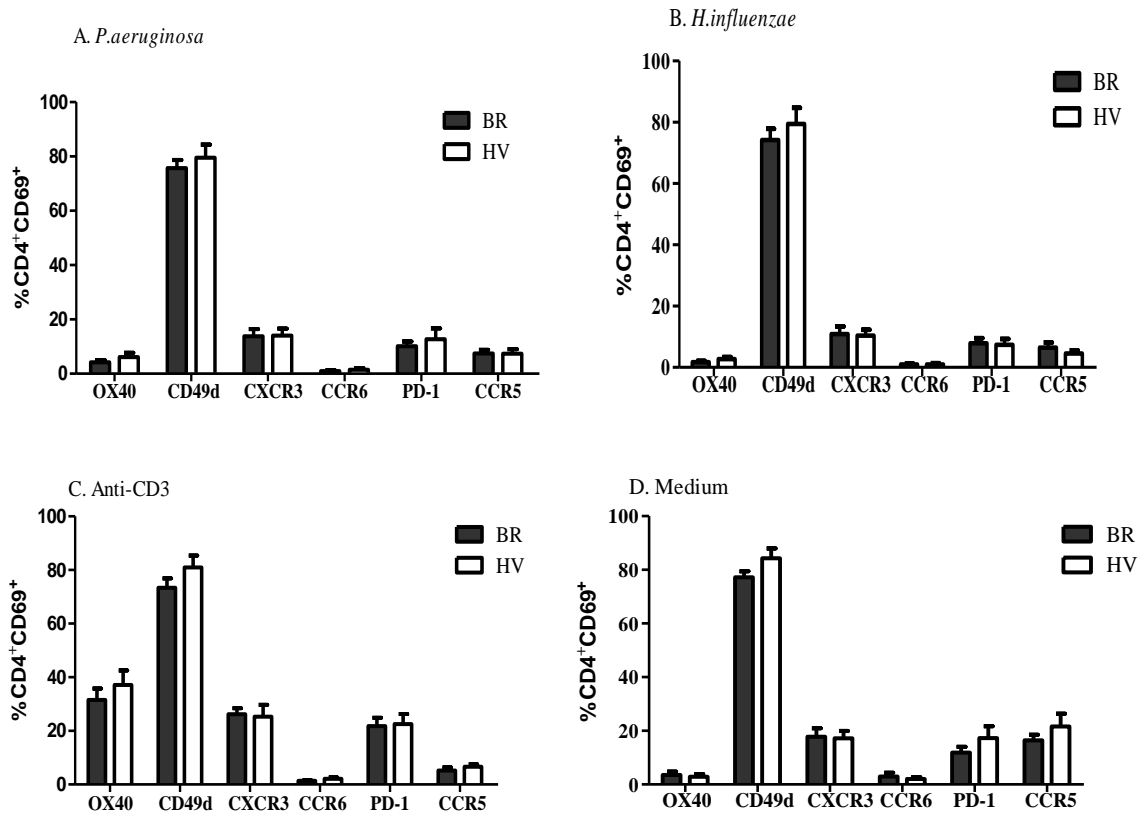 A. P.aeruginosa
%CD4+CD69+
100
80
60
40
20
0
BR
HV
OX40 CD49d CXCR3 CCR6 PD-1 CCR5
B. H.influenzae
%CD4+CD69+
100
80
60
40
20
0
BR
HV
OX40 CD49d CXCR3 CCR6 PD-1 CCR5
C. Anti-CD3
%CD4+CD69+
100
80
60
40
20
0
BR
HV
OX40 CD49d CXCR3 CCR6 PD-1 CCR5
D. Medium
%CD4+CD69+
100
80
60
40
20
0
BR
HV
OX40 CD49d CXCR3 CCR6 PD-1 CCR5